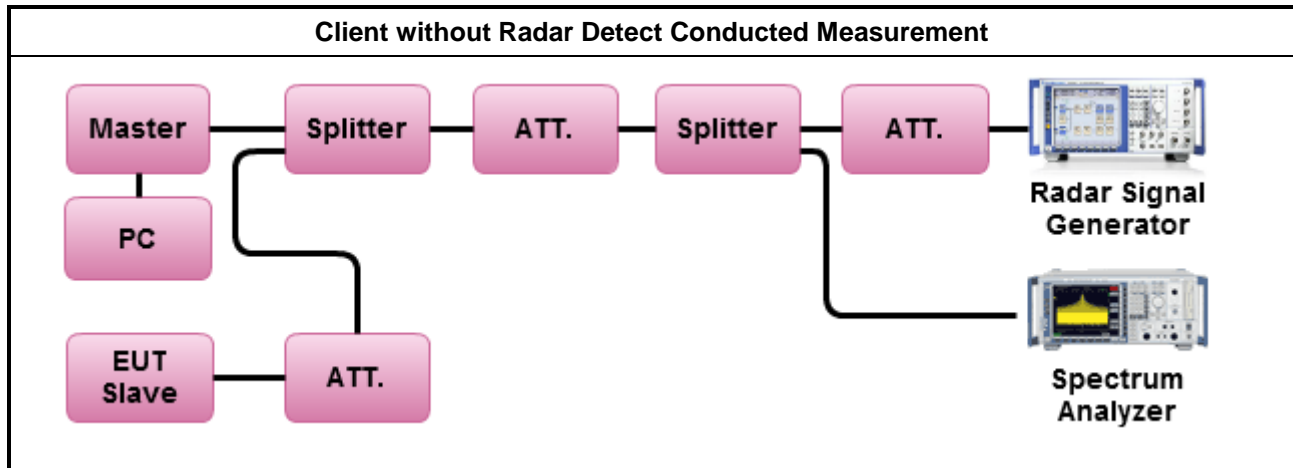 Client without Radar Detect Conducted Measurement
Master
Splitter
ATT.
Splitter
ATT.
Radar Signal
Generator
PC
EUT
Slave
ATT.
Spectrum
Analyzer